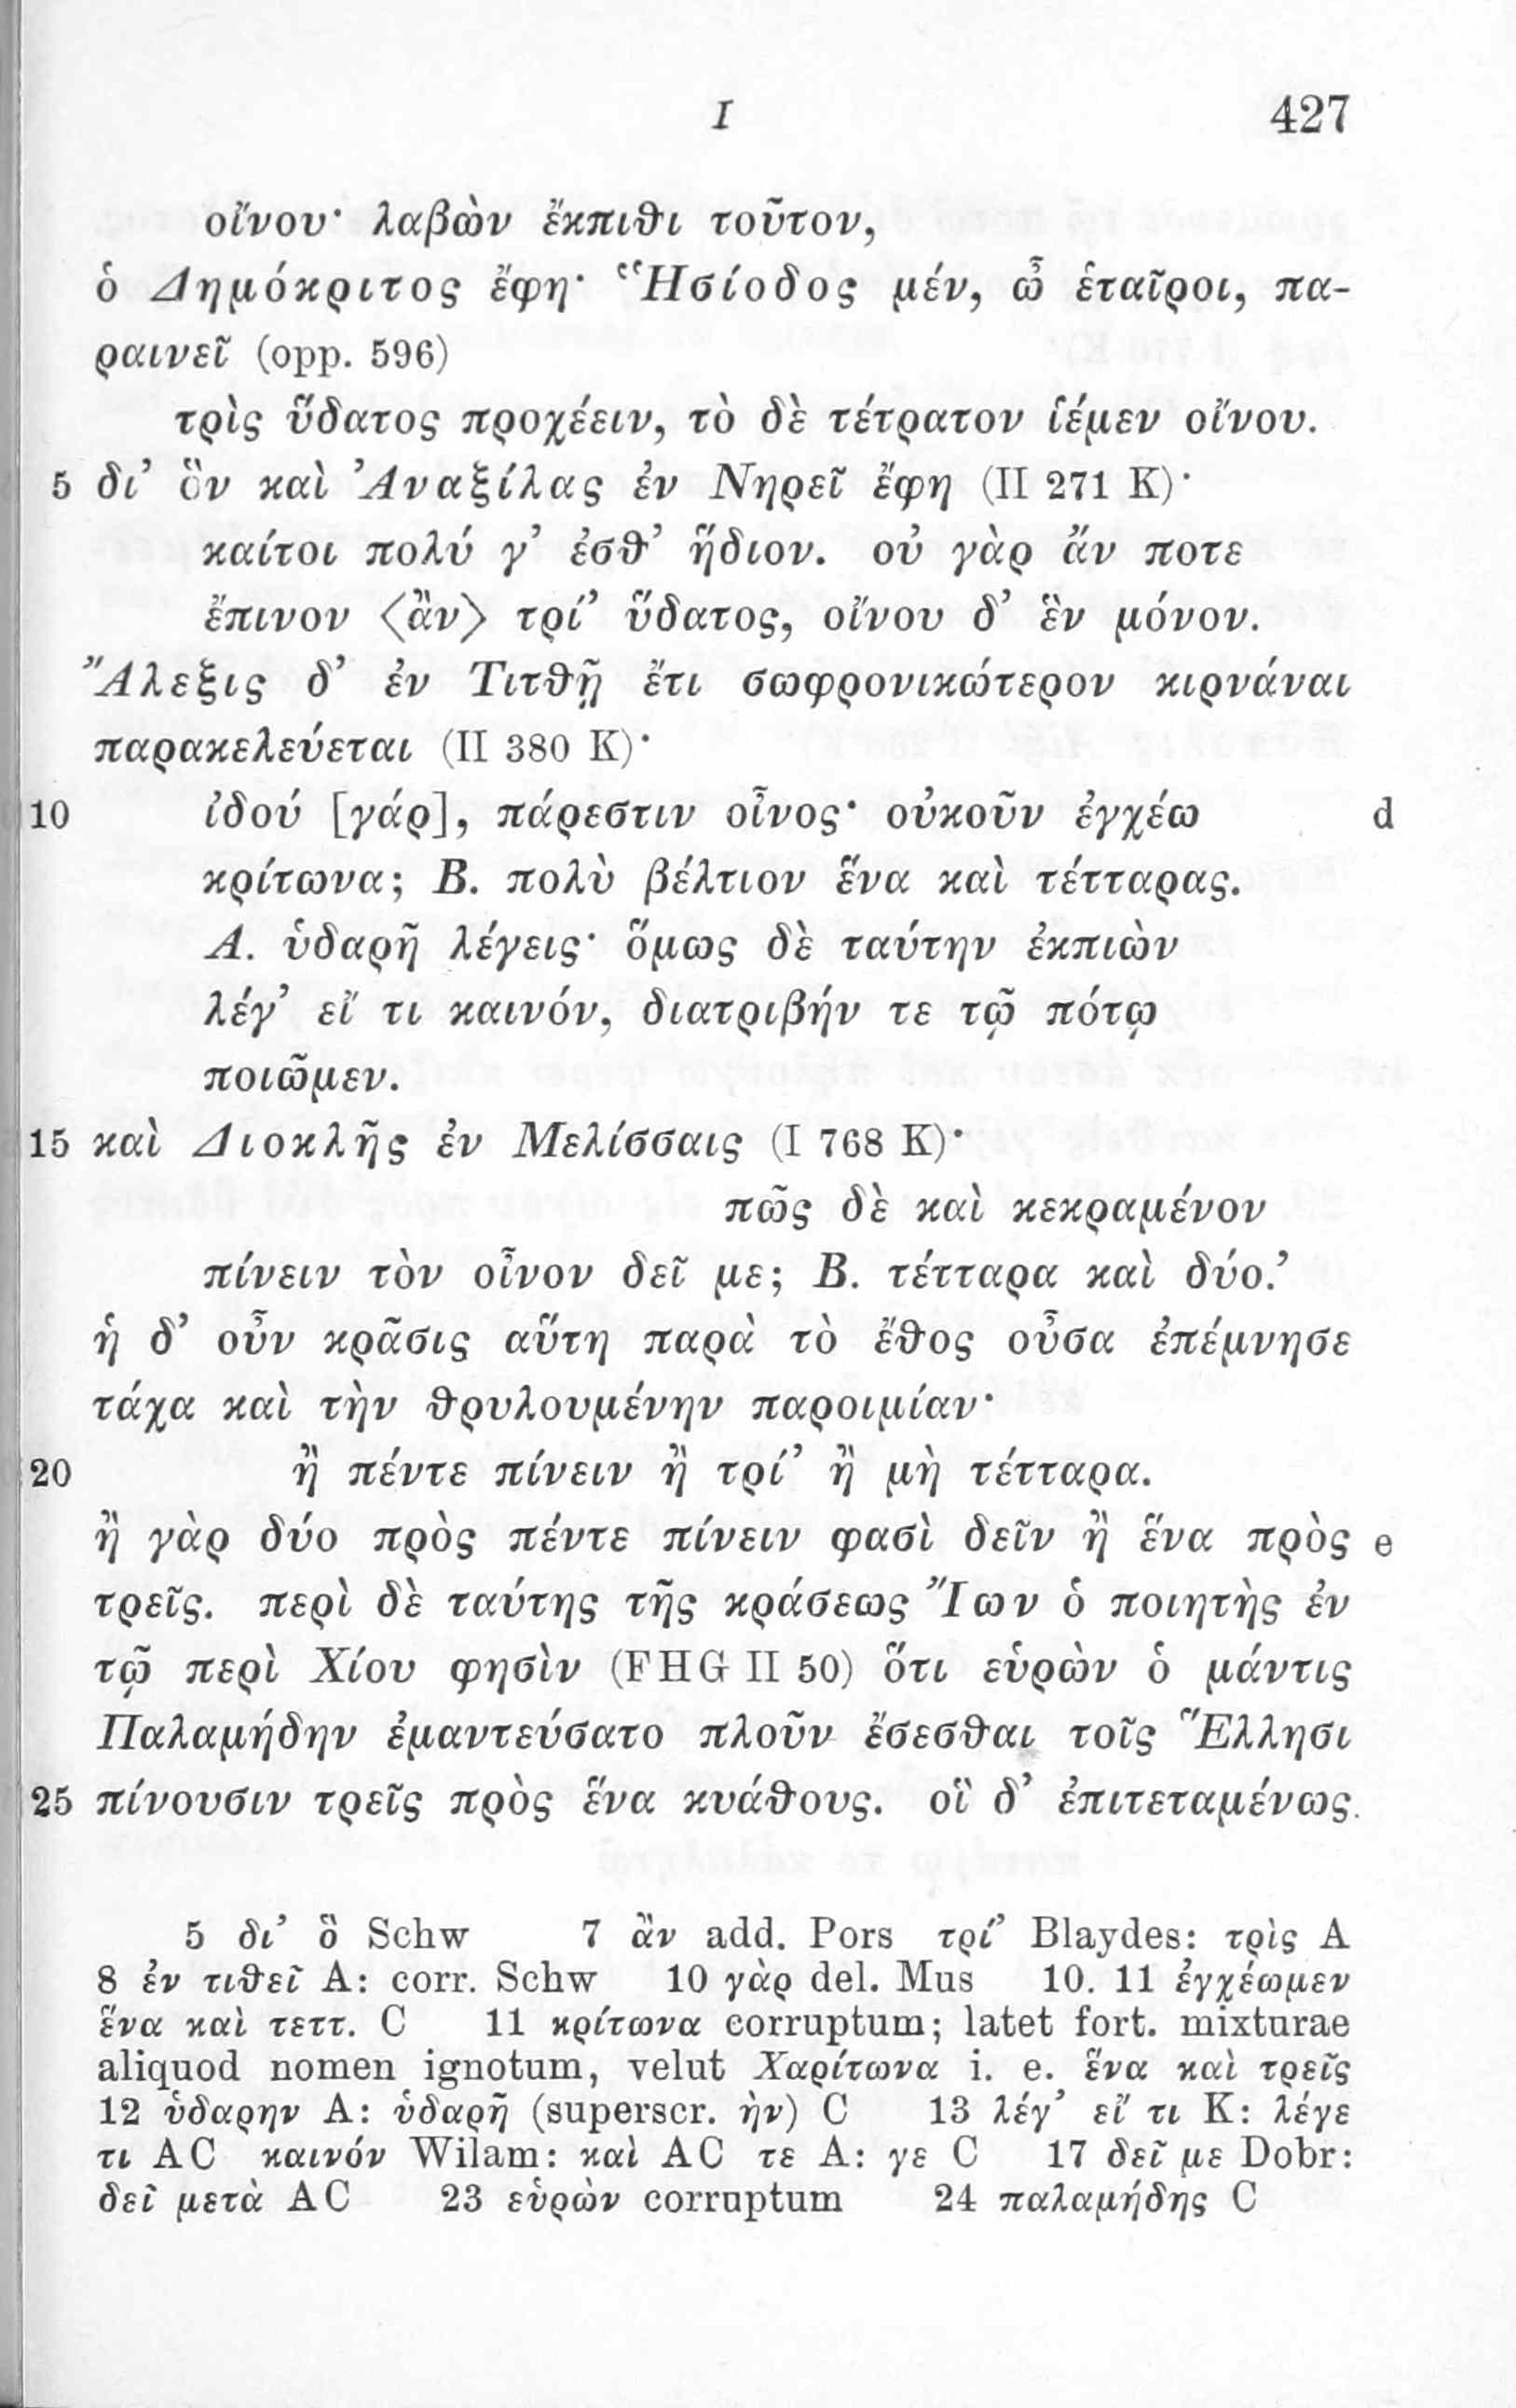 I 427
οἴνου· λαβὼν ἔκπιθι τοῦτον,
ὁ Δημόκριτος ἔφη· ‘‘Ησίοδος μέν, ὦ ἑταῖροι, πα-
ραινεῖ (opp. 596)
τρὶς ὕδατος προχέειν, τὸ δὲ τέτρατον ἱέμεν οἴνου.
5 δι’ ὃν καὶ Ἀναξίλας ἐν Νηρεῖ ἔφη (II 271 K)·
καίτοι πολύ γ’ ἐσθ’ ἥδιον. οὐ γὰρ ἄν ποτε
ἔπινον 〈ἂν〉 τρί’ ὕδατος, οἴνου δ’ ἓν μόνον.
Ἄλεξις δ’ ἐν Τιτθῇ ἔτι σωφρονικώτερον κιρνάναι
παρακελεύεται (II 380 K)·
10 ἰδού [γάρ], πάρεστιν οἶνος· οὐκοῦν ἐγχέω d
κρίτωνα; B. πολὺ βέλτιον ἕνα καὶ τέτταρας.
A. ὑδαρῆ λέγεις· ὅμως δὲ ταύτην ἐκπιὼν
λέγ’ εἴ τι καινόν, διατριβήν τε τῷ πότῳ
ποιῶμεν.
15 καὶ Διοκλῆς ἐν Μελίσσαις (I 768 K)·
πῶς δὲ καὶ κεκραμένον
πίνειν τὸν οἶνον δεῖ με; B. τέτταρα καὶ δύο.’
ἡ δ’ οὖν κρᾶσις αὕτη παρὰ τὸ ἔθος οὖσα ἐπέμνησε
τάχα καὶ τὴν θρυλουμένην παροιμίαν·
20 ἢ πέντε πίνειν ἢ τρί’ ἢ μὴ τέτταρα.
ἢ γὰρ δύο πρὸς πέντε πίνειν φασὶ δεῖν ἢ ἕνα πρὸς e
τρεῖς. περὶ δὲ ταύτης τῆς κράσεως Ἴων ὁ ποιητὴς ἐν
τῷ περὶ Χίου φησὶν (FHG II 50) ὅτι εὑρὼν ὁ μάντις
Παλαμήδην ἐμαντεύσατο πλοῦν ἔσεσθαι τοῖς Ἕλλησι
25 πίνουσιν τρεῖς πρὸς ἕνα κυάθους. οἳ δ’ ἐπιτεταμένως
5 δι’ ὃ Schw 7 ἂν add. Pors τρί’ Blaydes: τρὶς A
8 ἐν τιθεῖ A: corr. Schw 10 γὰρ del. Mus 10. 11 ἐγχέωμεν
ἕνα καὶ τεττ. C 11 κρίτωνα corruptum; latet fort. mixturae
aliquod nomen ignotum, velut Χαρίτωνα i. e. ἕνα καὶ τρεῖς
12 ὑδαρην A: ὑδαρῆ (superscr. ὴν) C 13 λέγ’ εἴ τι K: λέγε
τι AC καινόν Wilam: καὶ AC τε A: γε C 17 δεῖ με Dobr:
δεῖ μετὰ AC 23 εὑρὼν corruptum 24 παλαμήδης C